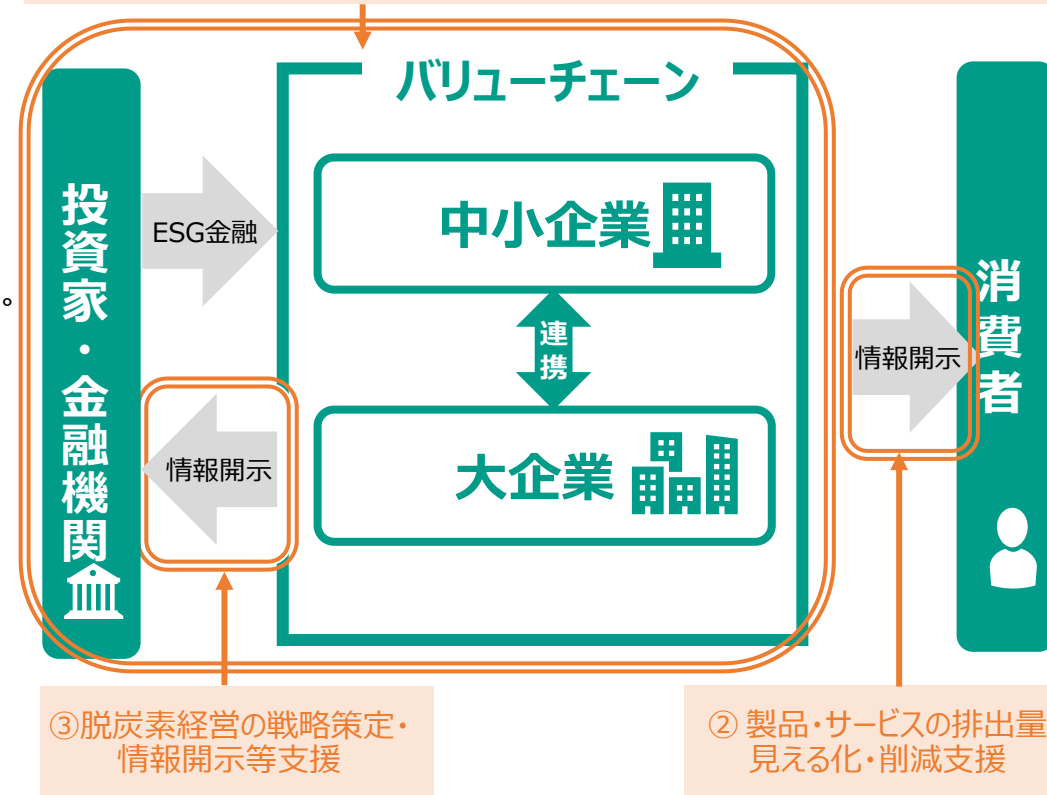 バリューチェーン
投資家・金融機関
ESG金融
中小企業
連携
大企業
情報開示
情報開示
消費者
。
③脱炭素経営の戦略策定・
情報開示等支援
② 製品・サービスの排出量
見える化・削減支援